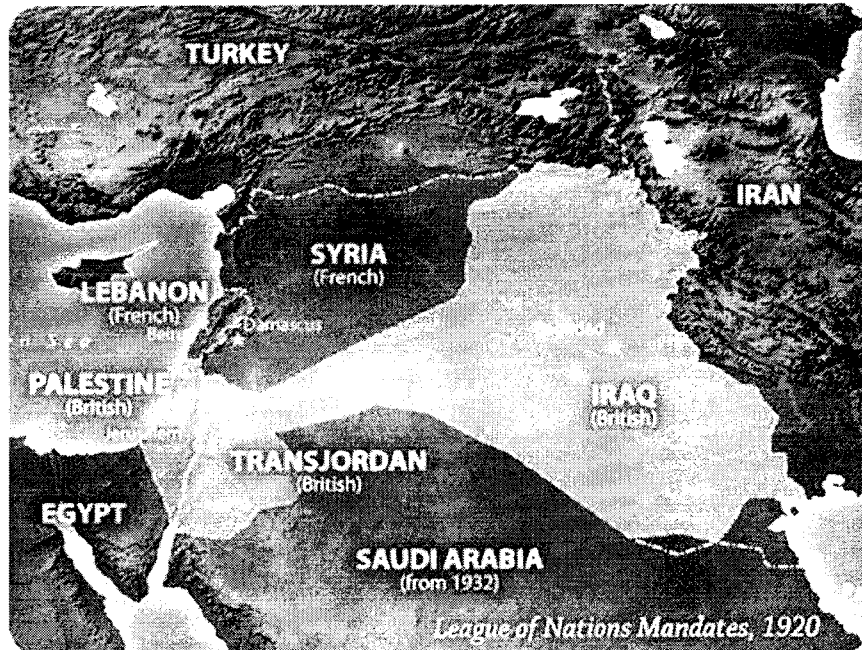 TURKEY
IRAN
SYRIA
(French)
LEBANON
(French)
Damascus
PALESTINE
(British)
IRAQ
(British)
Jerusalem
TRANSJORDAN
(British)
EGYPT
SAUDI ARABIA
(from 1932)
League of Nations Mandates, 1920